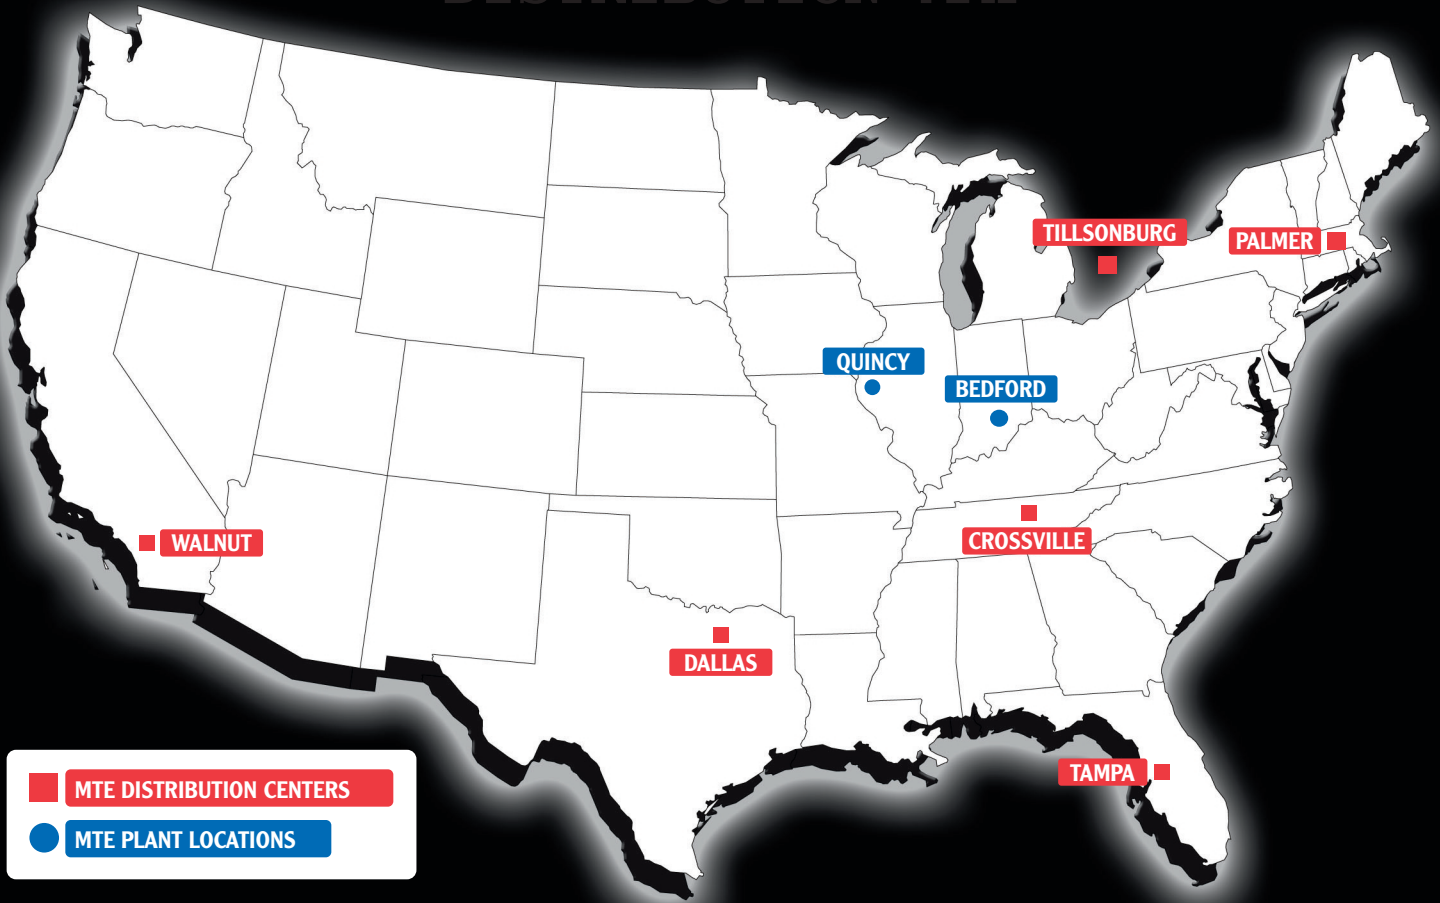 TILLSONBURG
PALMER
QUINCY
BEDFORD
WALNUT
CROSSVILLE
DALLAS
TAMPA
MTE DISTRIBUTION CENTERS
MTE PLANT LOCATIONS